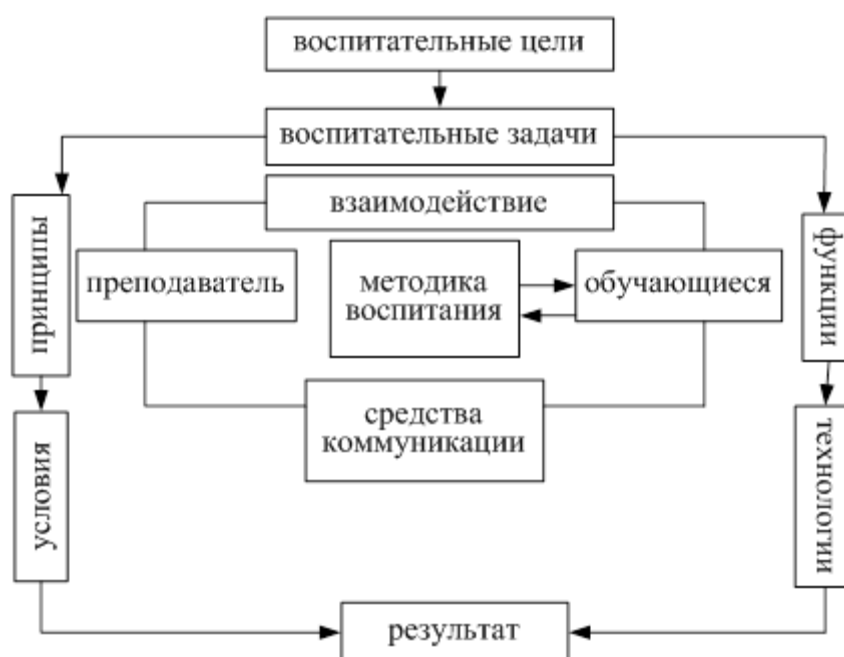 воспитательные цели
воспитательные задачи
взаимодействие
принципы
функции
преподаватель
методика
воспитания
обучающиеся
средства
коммуникации
условия
технологии
результат